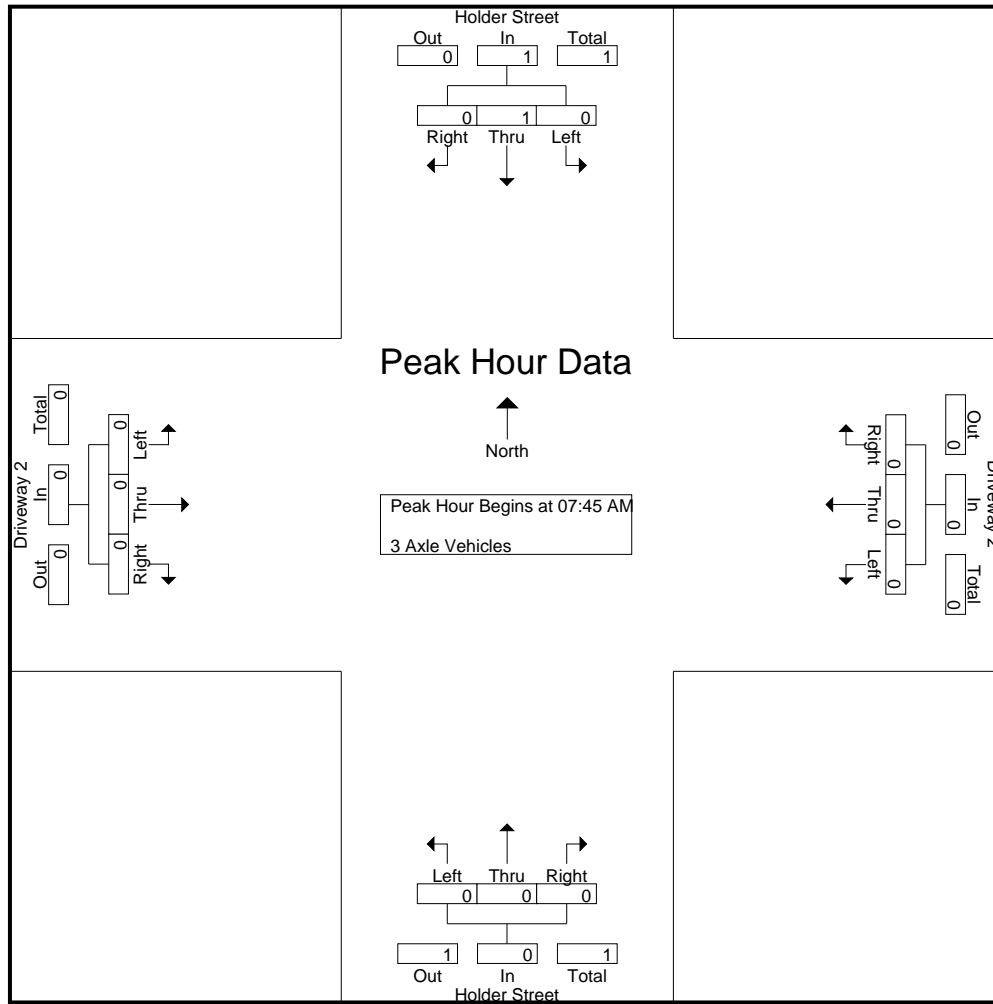 Holder Street
Out In Total
0 1 1
0 1 0
Right Thru Left
Peak Hour Data
North
Peak Hour Begins at 07:45 AM
3 Axle Vehicles
Driveway 2
Out In Total
0 0 0
0 0 0
Left Thru Right
Right Thru Left
0 0 0
Out In Total
0 0 0
Driveway 2
Left Thru Right
0 0 0
1 0 1
Out In Total
Holder Street